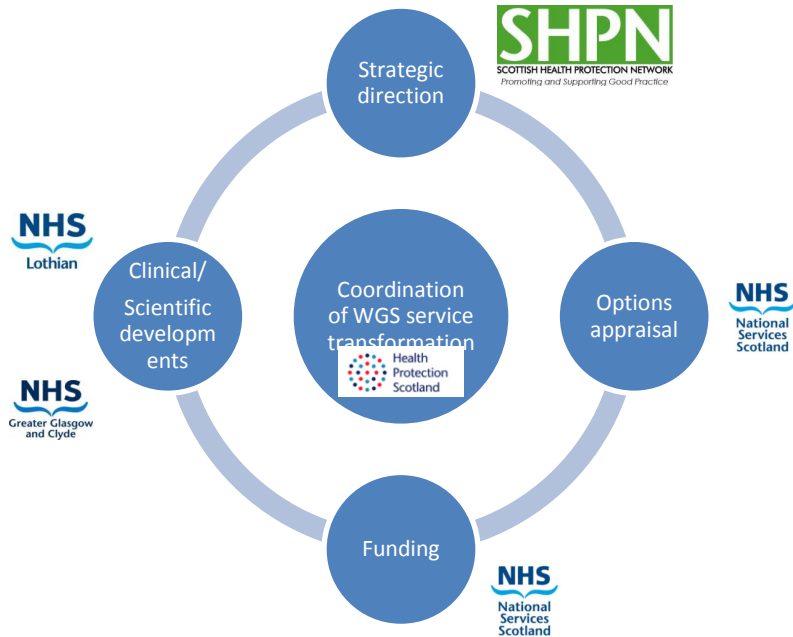 SHPN
SCOTTISH HEALTH PROTECTION NETWORK
Promoting and Supporting Good Practice
Strategic
direction
NHS
Lothian
Clinical/
Scientific
developm
ents
NHS
Greater Glasgow
and Clyde
Coordination
of WGS service
transformation
Health
Protection
Scotland
Options
appraisal
NHS
National
Services
Scotland
Funding
NHS
National
Services
Scotland